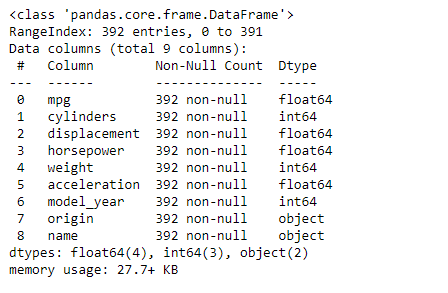 <class 'pandas.core.frame.DataFrame'>
RangeIndex: 392 entries, 0 to 391
Data columns (total 9 columns):
 #   Column        Non-Null Count  Dtype
---  ------        --------------  -----
 0   mpg           392 non-null    float64
 1   cylinders     392 non-null    int64
 2   displacement  392 non-null    float64
 3   horsepower    392 non-null    float64
 4   weight        392 non-null    int64
 5   acceleration  392 non-null    float64
 6   model_year    392 non-null    int64
 7   origin        392 non-null    object
 8   name          392 non-null    object
dtypes: float64(4), int64(3), object(2)
memory usage: 27.7+ KB